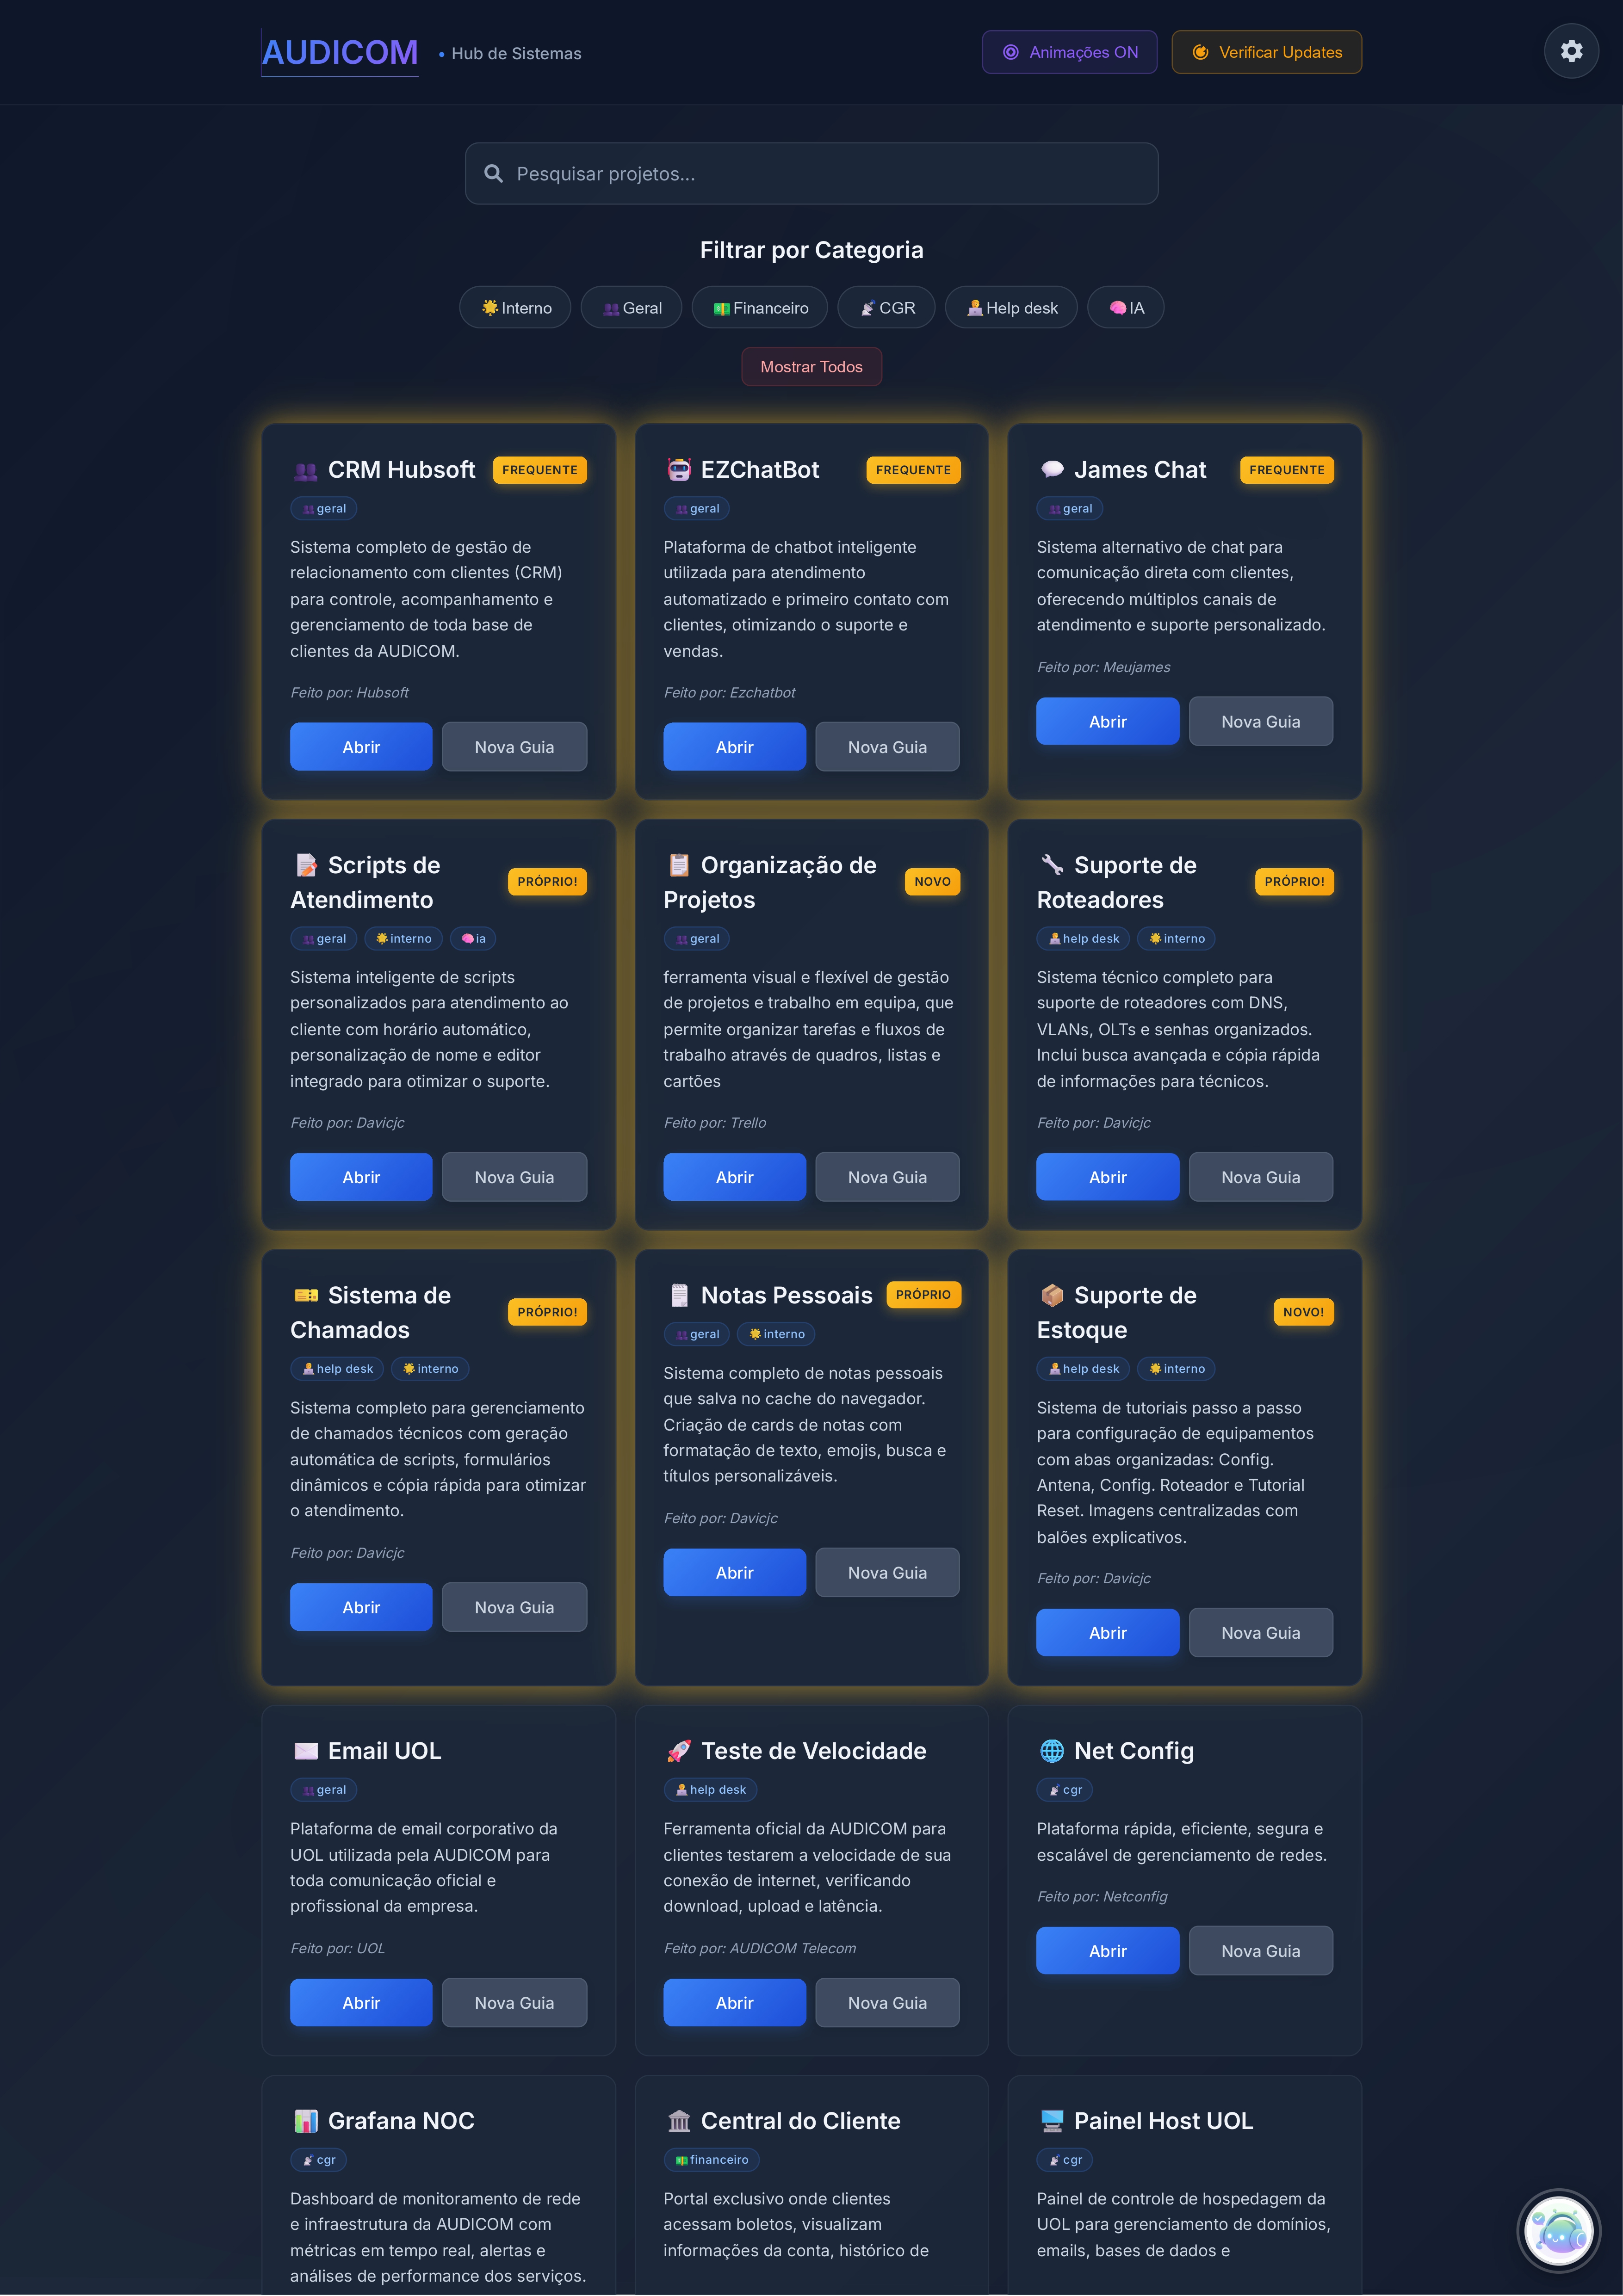 AUDICOM • Hub de Sistemas
Animações ON
Verificar Updates
Pesquisar projetos...
Filtrar por Categoria
Interno
Geral
Financeiro
CGR
Help desk
IA
Mostrar Todos
CRM Hubsoft
FREQUENTE
geral
Sistema completo de gestão de
relacionamento com clientes (CRM)
para controle, acompanhamento e
gerenciamento de toda base de
clientes da AUDICOM.
Feito por: Hubsoft
Abrir
Nova Guia
EZChatBot
FREQUENTE
geral
Plataforma de chatbot inteligente
utilizada para atendimento
automatizado e primeiro contato com
clientes, otimizando o suporte e
vendas.
Feito por: Ezchatbot
Abrir
Nova Guia
James Chat
FREQUENTE
geral
Sistema alternativo de chat para
comunicação direta com clientes,
oferecendo múltiplos canais de
atendimento e suporte personalizado.
Feito por: Meujames
Abrir
Nova Guia
Scripts de
Atendimento
PRÓPRIO!
geral
interno
ia
Sistema inteligente de scripts
personalizados para atendimento ao
cliente com horário automático,
personalização de nome e editor
integrado para otimizar o suporte.
Feito por: Davicjc
Abrir
Nova Guia
Organização de
Projetos
NOVO
geral
ferramenta visual e flexível de gestão
de projetos e trabalho em equipa, que
permite organizar tarefas e fluxos de
trabalho através de quadros, listas e
cartões
Feito por: Trello
Abrir
Nova Guia
Suporte de
Roteadores
PRÓPRIO!
help desk
interno
Sistema técnico completo para
suporte de roteadores com DNS,
VLANs, OLTs e senhas organizados.
Inclui busca avançada e cópia rápida
de informações para técnicos.
Feito por: Davicjc
Abrir
Nova Guia
Sistema de
Chamados
PRÓPRIO!
help desk
interno
Sistema completo para gerenciamento
de chamados técnicos com geração
automática de scripts, formulários
dinâmicos e cópia rápida para otimizar
o atendimento.
Feito por: Davicjc
Abrir
Nova Guia
Notas Pessoais
PRÓPRIO
geral
interno
Sistema completo de notas pessoais
que salva no cache do navegador.
Criação de cards de notas com
formatação de texto, emojis, busca e
títulos personalizáveis.
Feito por: Davicjc
Abrir
Nova Guia
Suporte de
Estoque
NOVO!
help desk
interno
Sistema de tutoriais passo a passo
para configuração de equipamentos
com abas organizadas: Config.
Antena, Config. Roteador e Tutorial
Reset. Imagens centralizadas com
balões explicativos.
Feito por: Davicjc
Abrir
Nova Guia
Email UOL
geral
Plataforma de email corporativo da
UOL utilizada pela AUDICOM para
toda comunicação oficial e
profissional da empresa.
Feito por: UOL
Abrir
Nova Guia
Teste de Velocidade
help desk
Ferramenta oficial da AUDICOM para
clientes testarem a velocidade de sua
conexão de internet, verificando
download, upload e latência.
Feito por: AUDICOM Telecom
Abrir
Nova Guia
Net Config
cgr
Plataforma rápida, eficiente, segura e
escalável de gerenciamento de redes.
Feito por: Netconfig
Abrir
Nova Guia
Grafana NOC
cgr
Dashboard de monitoramento de rede
e infraestrutura da AUDICOM com
métricas em tempo real, alertas e
análises de performance dos serviços.
Central do Cliente
financeiro
Portal exclusivo onde clientes
acessam boletos, visualizam
informações da conta, histórico de
Painel Host UOL
cgr
Painel de controle de hospedagem da
UOL para gerenciamento de domínios,
emails, bases de dados e